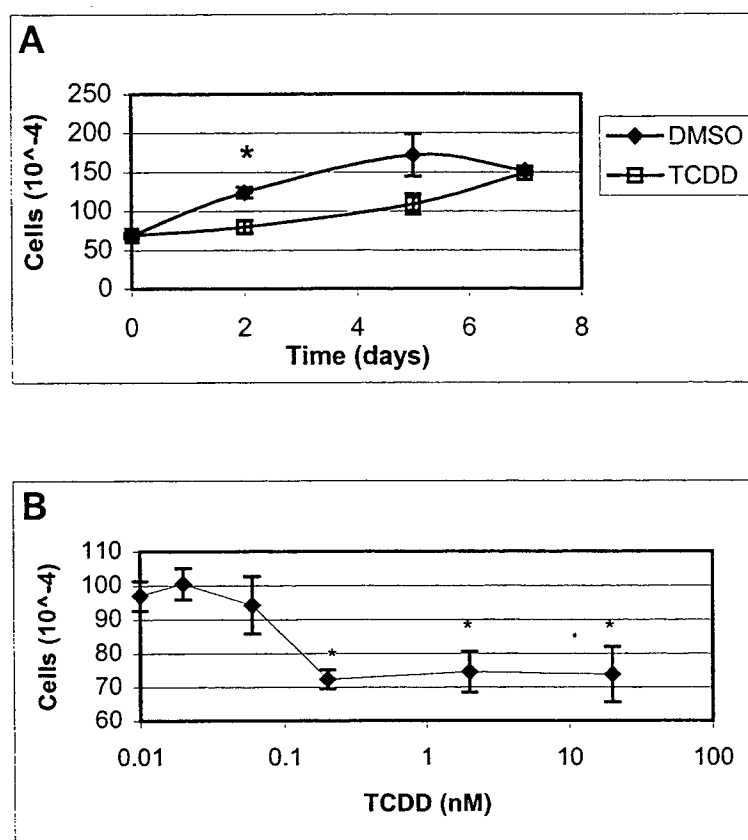 A
250
200
150
100
50
0
Cells (10^-4)
*
0 2 4 6 8
Time (days)
DMSO
TCDD
B
110
100
90
80
70
60
Cells (10^-4)
* * *
0.01 0.1 1 10 100
TCDD (nM)